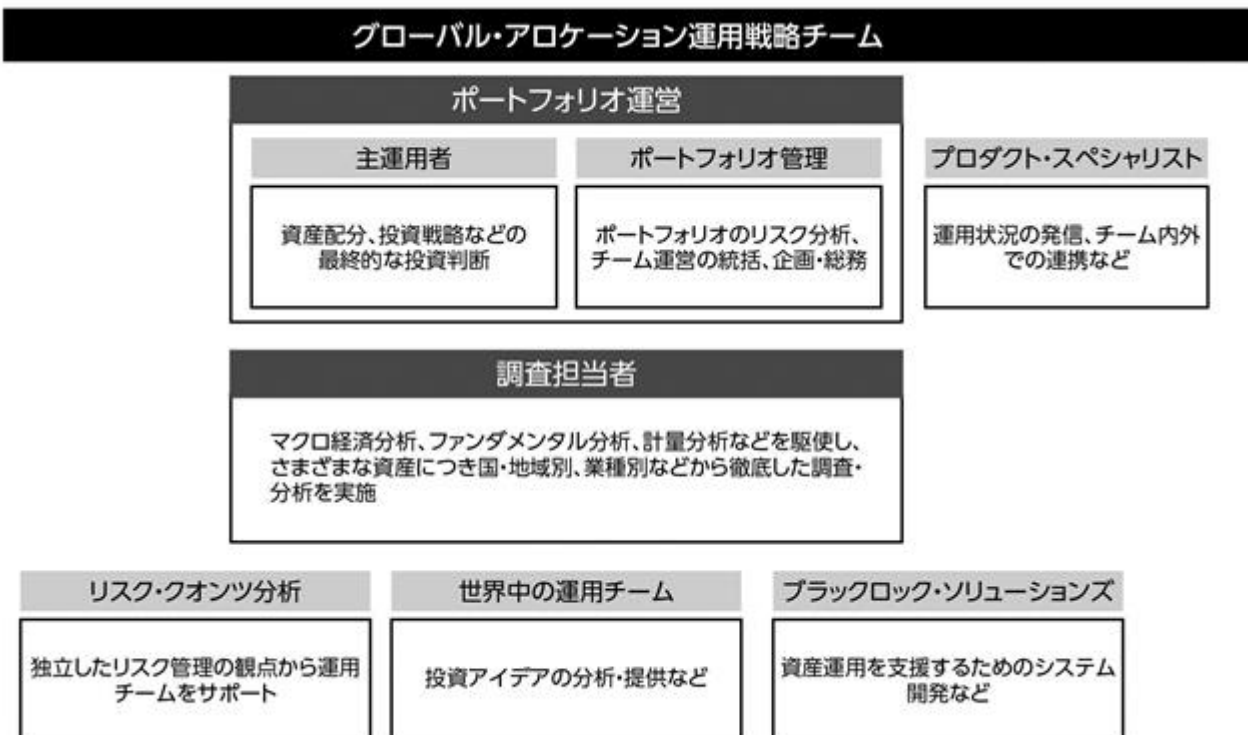 グローバル・アロケーション運用戦略チーム
ポートフォリオ運営
主運用者
ポートフォリオ管理
プロダクト・スペシャリスト
資産配分、投資戦略などの
最終的な投資判断
ポートフォリオのリスク分析、
チーム運営の統括、企画・総務
運用状況の発信、チーム内外
での連携など
調査担当者
マクロ経済分析、ファンダメンタル分析、計量分析などを駆使し、
さまざまな資産につき国・地域別、業種別などから徹底した調査・
分析を実施
リスク・クオンツ分析
世界中の運用チーム
ブラックロック・ソリューションズ
独立したリスク管理の観点から運用
チームをサポート
投資アイデアの分析・提供など
資産運用を支援するためのシステム
開発など